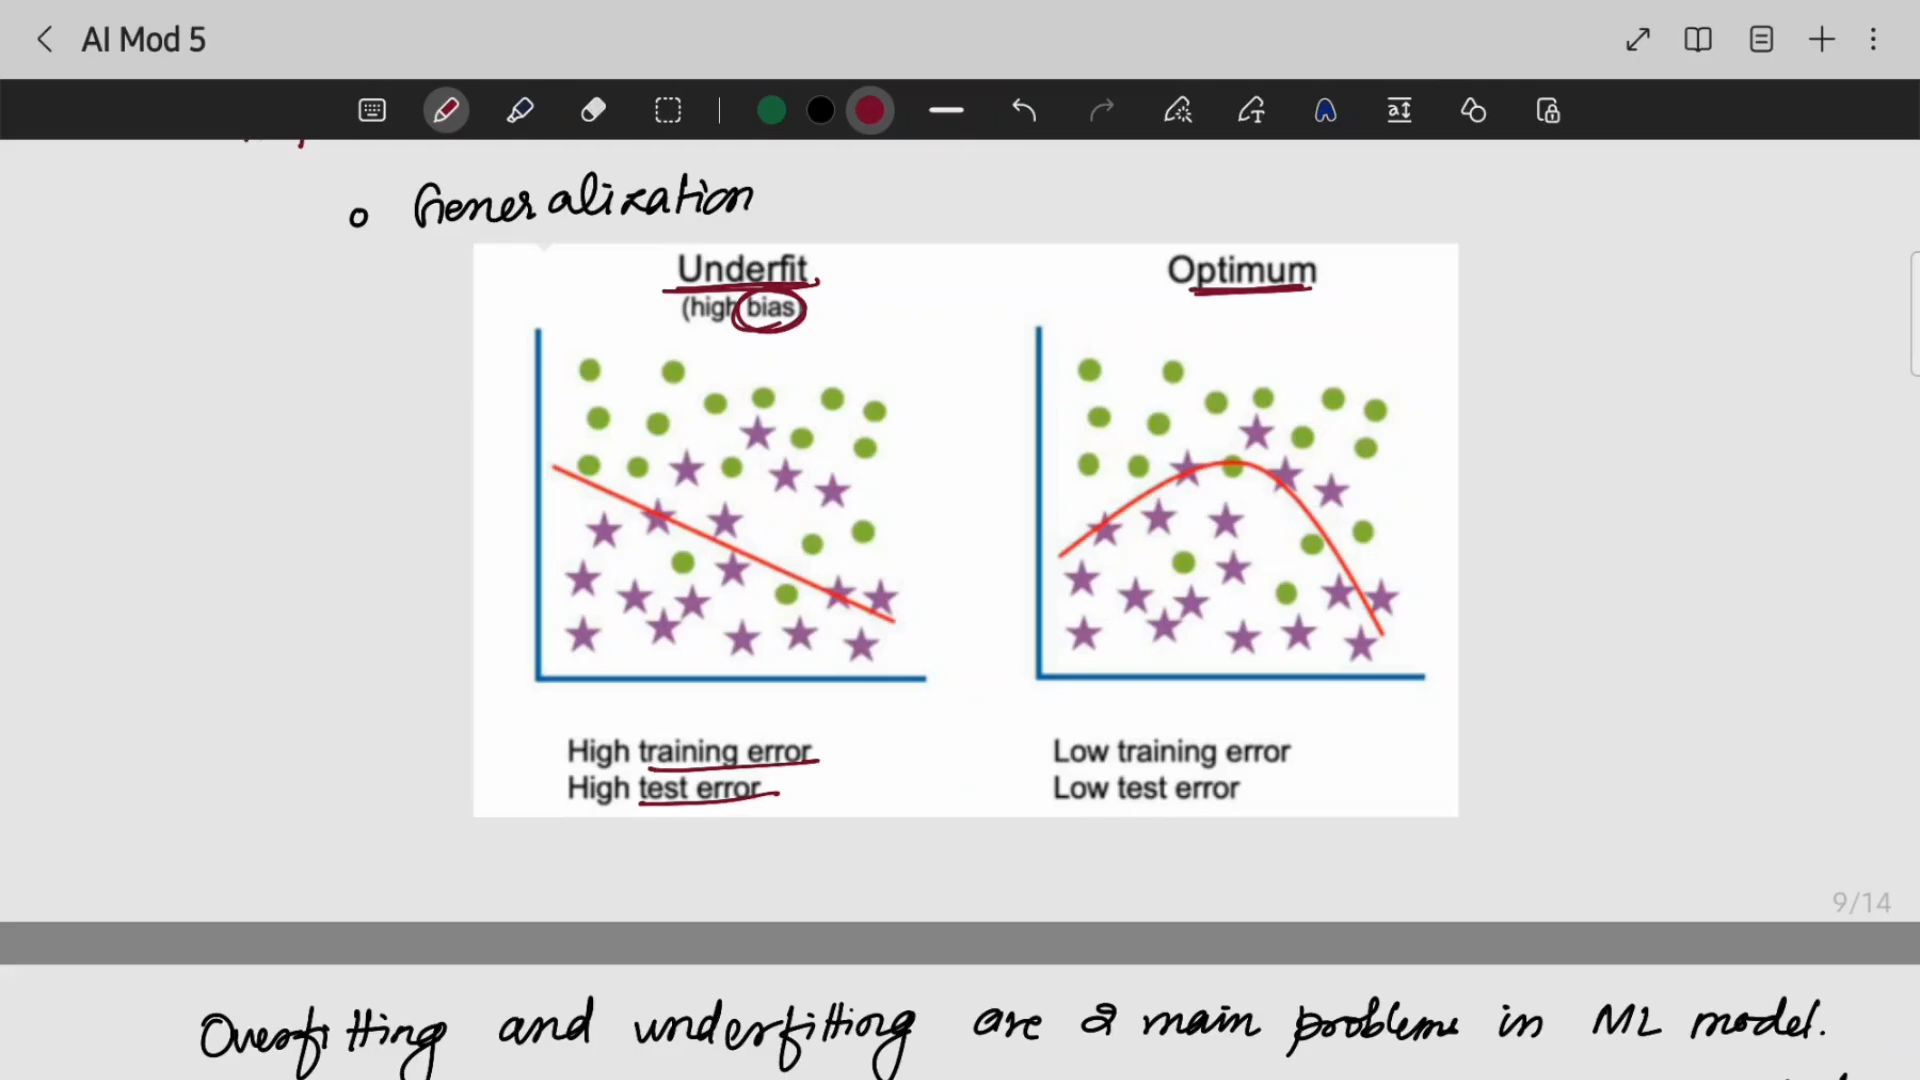 AI Mod 5
Generalization
Underfit
(high bias)
Optimum
High training error
High test error
Low training error
Low test error
9/14
Overfitting and underfitting are 2 main problems in ML model.